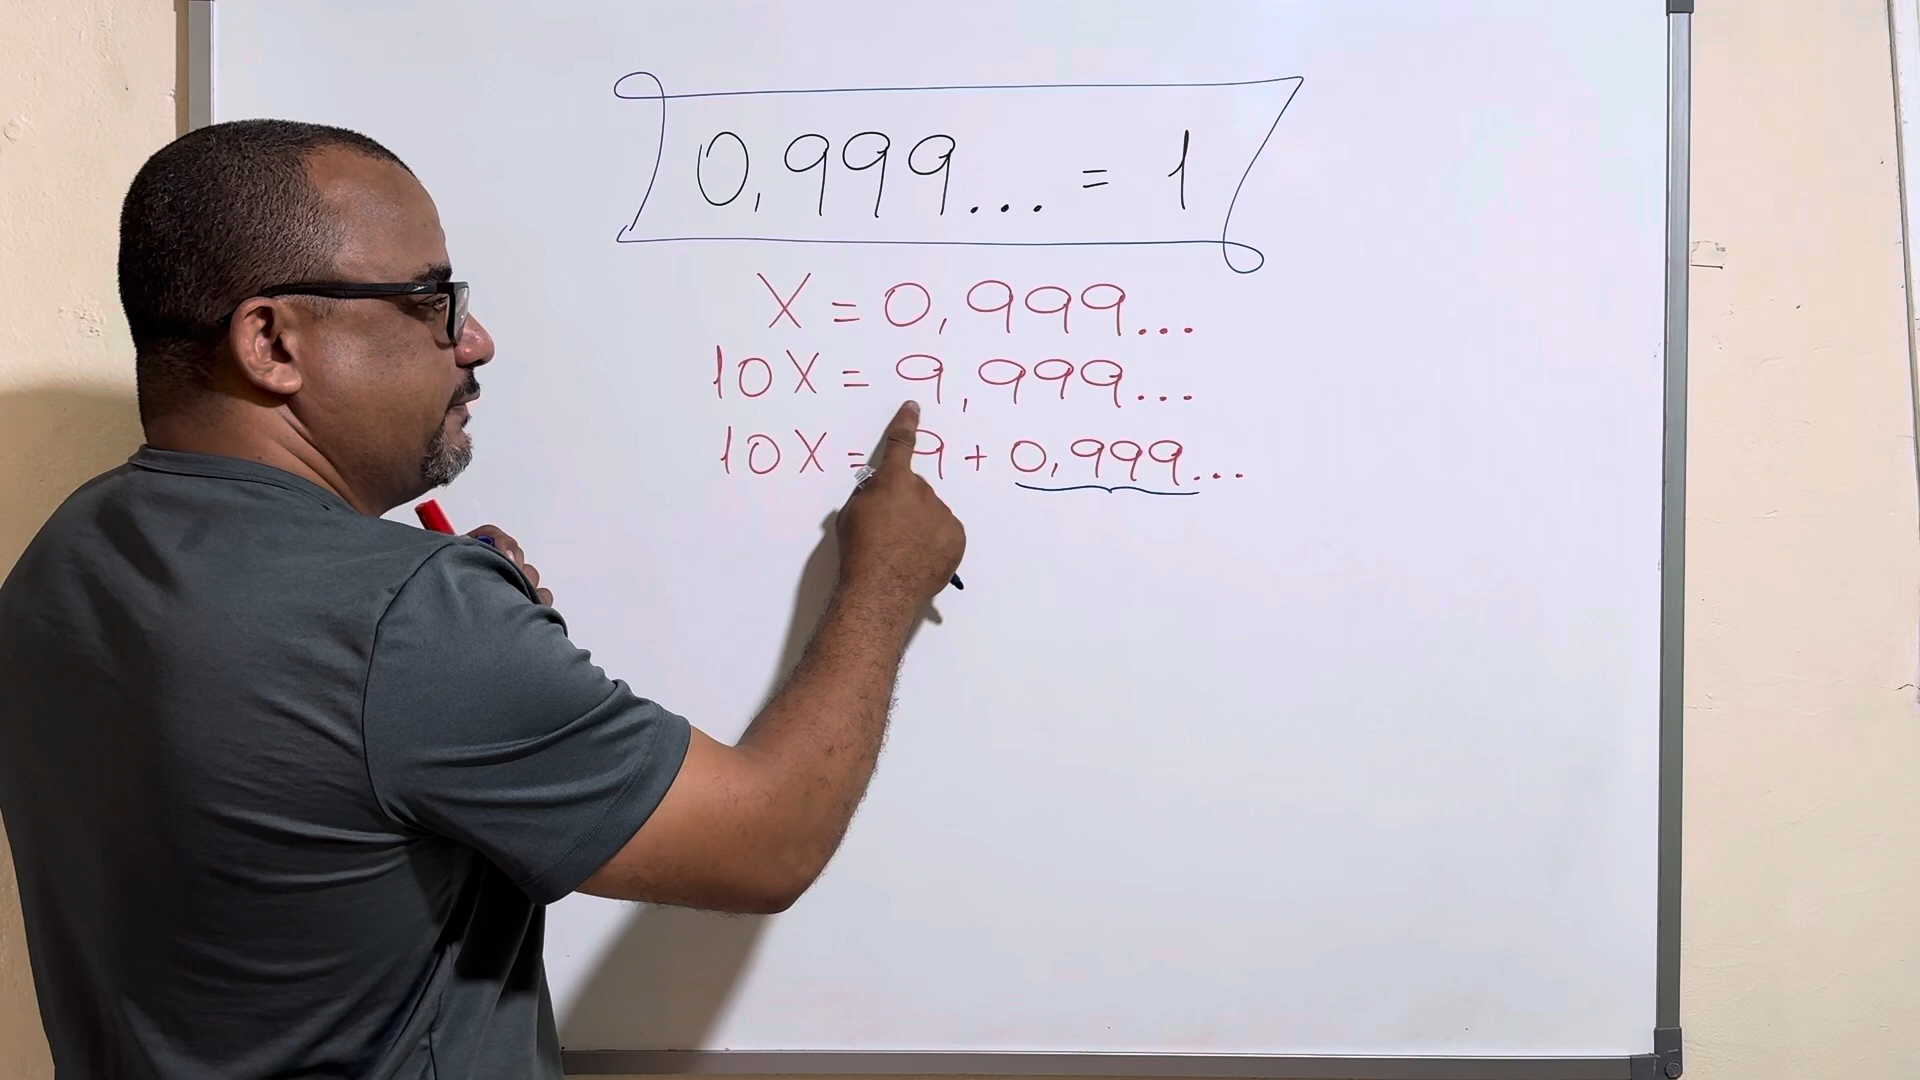 0,999... = 1
X = 0,999...
10X = 9,999...
10X = 9 + 0,999...